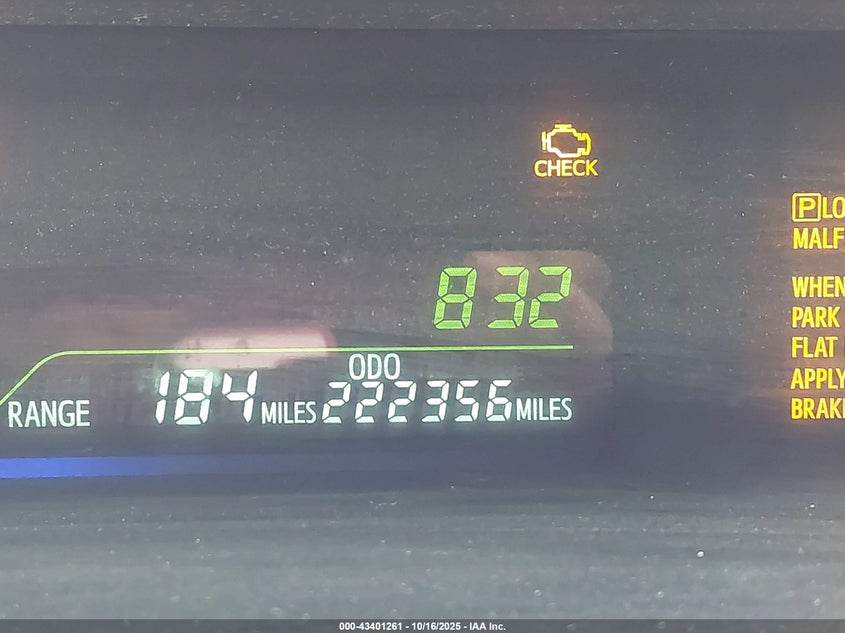 CHECK
P LO
MALF
WHEN
PARK
FLAT
APPLY
BRAK
832
ODO
RANGE 184 MILES 222356 MILES
000-43401261 - 10/16/2025 - IAA Inc.